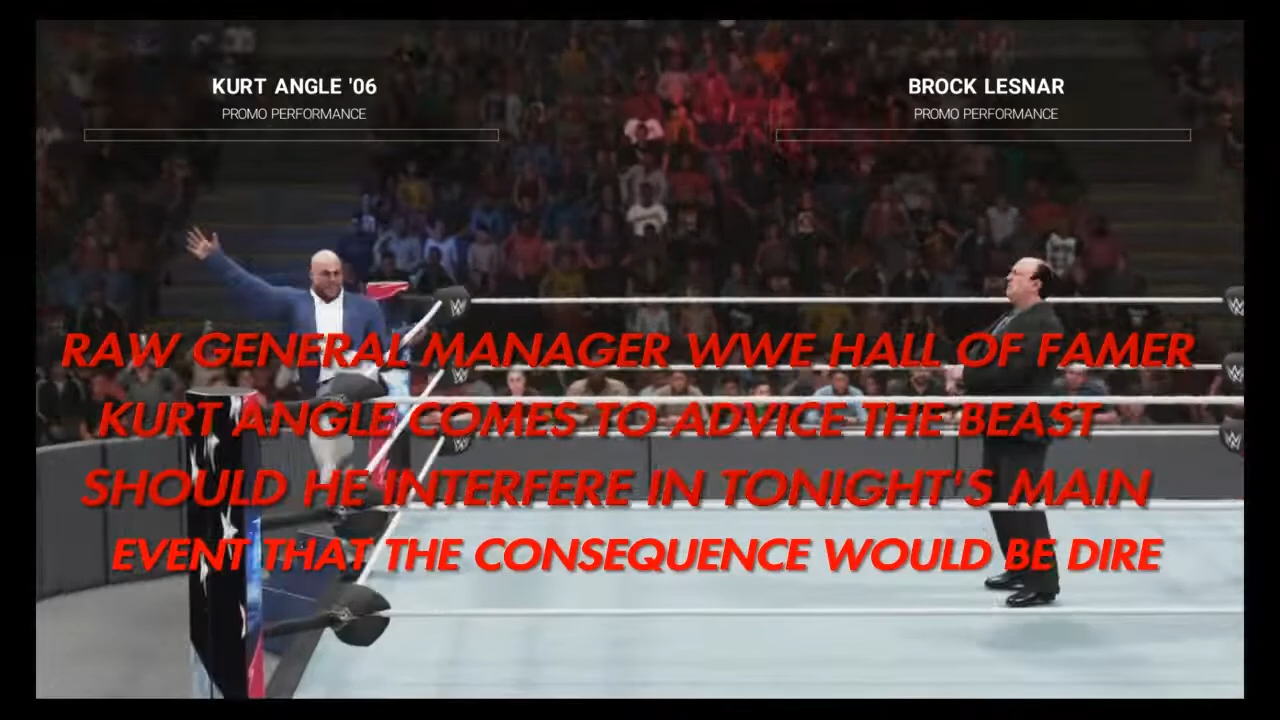 KURT ANGLE '06
PROMO PERFORMANCE
BROCK LESNAR
PROMO PERFORMANCE
RAW GENERAL MANAGER WWE HALL OF FAMER
KURT ANGLE COMES TO ADVICE THE BEAST
SHOULD HE INTERFERE IN TONIGHT'S MAIN
EVENT THAT THE CONSEQUENCE WOULD BE DIRE